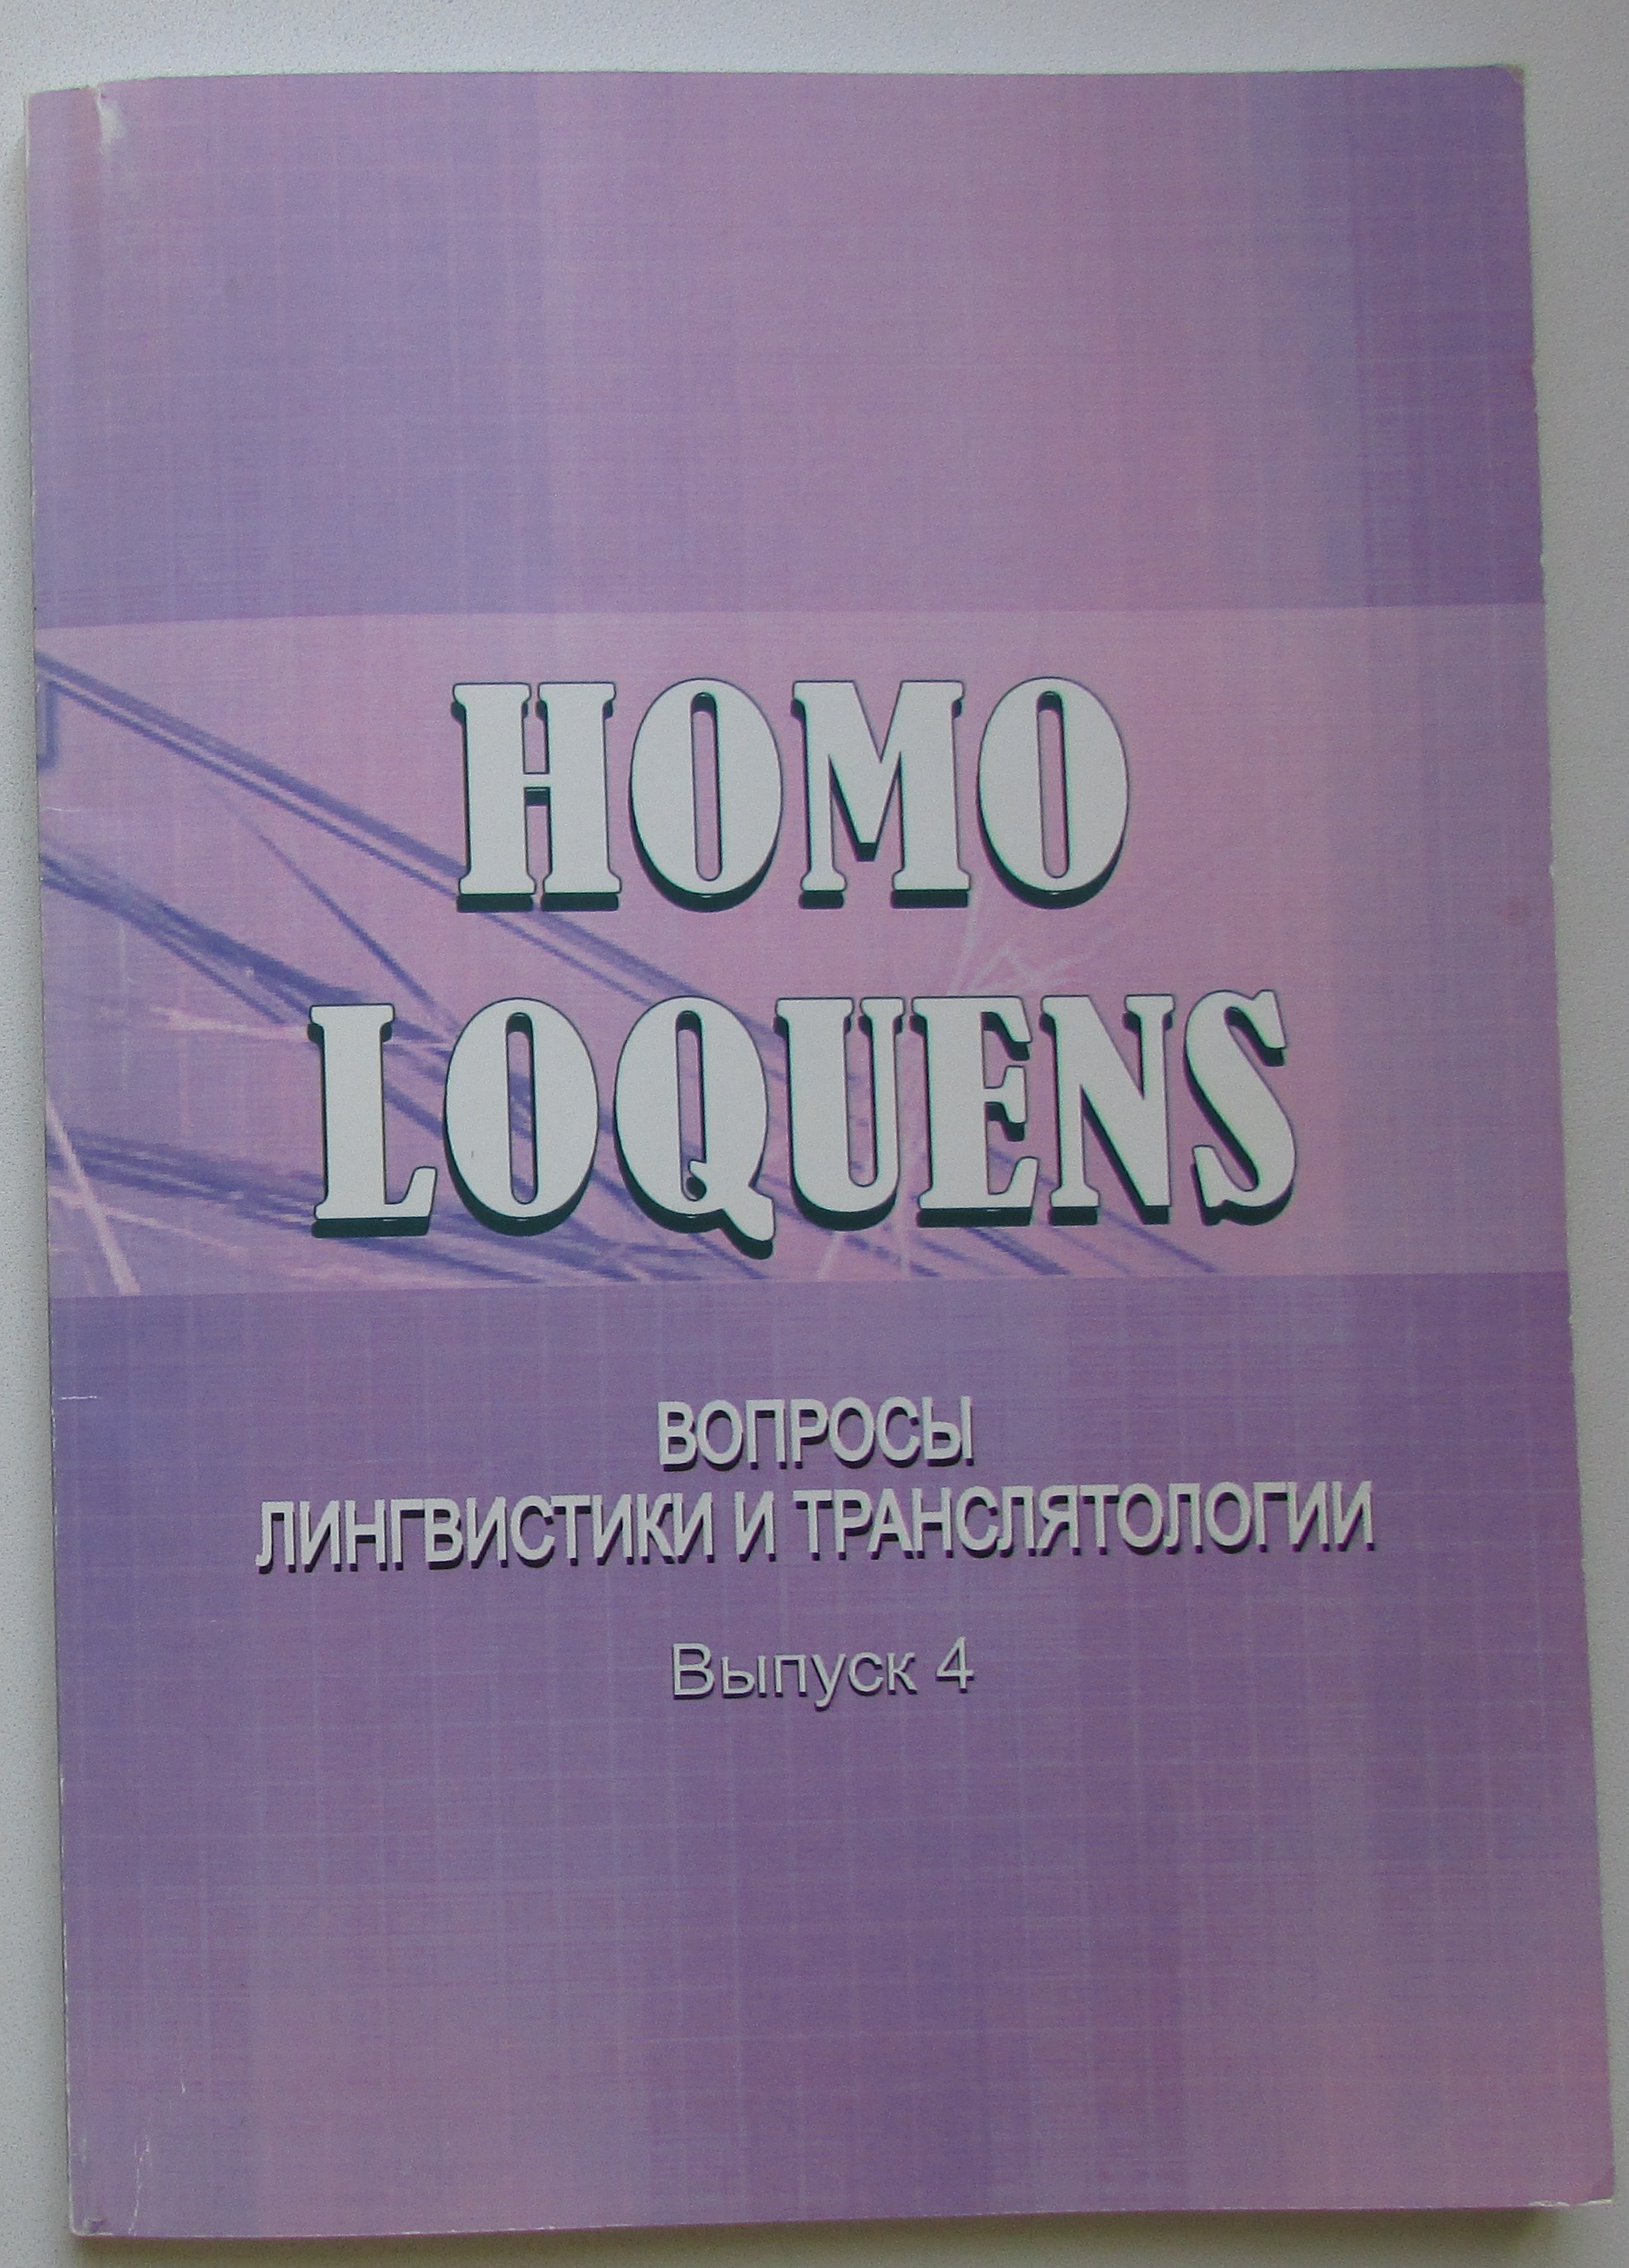 HOMO
LOQUENS
ВОПРОСЫ
ЛИНГВИСТИКИ И ТРАНСЛЯТОЛОГИИ
Выпуск 4